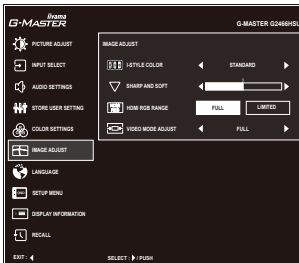 iiyama
G-MASTER
G-MASTER G2466HSU
PICTURE ADJUST
INPUT SELECT
AUDIO SETTINGS
STORE USER SETTING
COLOR SETTINGS
IMAGE ADJUST
LANGUAGE
SETUP MENU
DISPLAY INFORMATION
RECALL
IMAGE ADJUST
I-STYLE COLOR
STANDARD
SHARP AND SOFT
HDMI RGB RANGE
FULL
LIMITED
VIDEO MODE ADJUST
FULL
EXIT :
SELECT : / PUSH